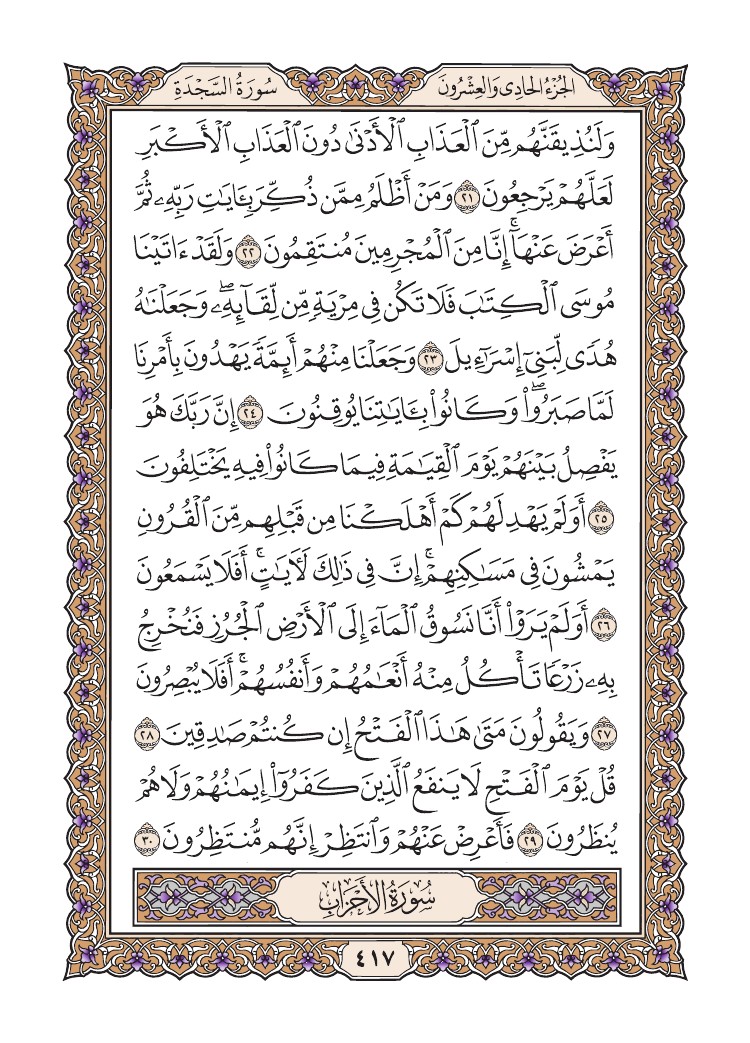 الجُزْءُ الحَادِي وَالعِشْرُونَ
سُورَةُ السَّجْدَةِ
وَلَنُذِيقَنَّهُم مِّنَ ٱلْعَذَابِ ٱلْأَدْنَىٰ دُونَ ٱلْعَذَابِ ٱلْأَكْبَرِ
لَعَلَّهُمْ يَرْجِعُونَ ٢١ وَمَنْ أَظْلَمُ مِمَّن ذُكِّرَ بِـَٔايَـٰتِ رَبِّهِۦ ثُمَّ
أَعْرَضَ عَنْهَآ ۚ إِنَّا مِنَ ٱلْمُجْرِمِينَ مُنتَقِمُونَ ٢٢ وَلَقَدْ ءَاتَيْنَا
مُوسَى ٱلْكِتَـٰبَ فَلَا تَكُن فِى مِرْيَةٍ مِّن لِّقَآئِهِۦ ۖ وَجَعَلْنَـٰهُ
هُدًى لِّبَنِىٓ إِسْرَٰٓءِيلَ ٢٣ وَجَعَلْنَا مِنْهُمْ أَئِمَّةً يَهْدُونَ بِأَمْرِنَا
لَمَّا صَبَرُوا۟ ۖ وَكَانُوا۟ بِـَٔايَـٰتِنَا يُوقِنُونَ ٢٤ إِنَّ رَبَّكَ هُوَ
يَفْصِلُ بَيْنَهُمْ يَوْمَ ٱلْقِيَـٰمَةِ فِيمَا كَانُوا۟ فِيهِ يَخْتَلِفُونَ
٢٥ أَوَلَمْ يَهْدِ لَهُمْ كَمْ أَهْلَكْنَا مِن قَبْلِهِم مِّنَ ٱلْقُرُونِ
يَمْشُونَ فِى مَسَـٰكِنِهِمْ ۚ إِنَّ فِى ذَٰلِكَ لَـَٔايَـٰتٍ ۖ أَفَلَا يَسْمَعُونَ
٢٦ أَوَلَمْ يَرَوْا۟ أَنَّا نَسُوقُ ٱلْمَآءَ إِلَى ٱلْأَرْضِ ٱلْجُرُزِ فَنُخْرِجُ
بِهِۦ زَرْعًا تَأْكُلُ مِنْهُ أَنْعَـٰمُهُمْ وَأَنفُسُهُمْ ۖ أَفَلَا يُبْصِرُونَ
٢٧ وَيَقُولُونَ مَتَىٰ هَـٰذَا ٱلْفَتْحُ إِن كُنتُمْ صَـٰدِقِينَ ٢٨
قُلْ يَوْمَ ٱلْفَتْحِ لَا يَنفَعُ ٱلَّذِينَ كَفَرُوٓا۟ إِيمَـٰنُهُمْ وَلَا هُمْ
يُنظَرُونَ ٢٩ فَأَعْرِضْ عَنْهُمْ وَٱنتَظِرْ إِنَّهُم مُّنتَظِرُونَ ٣٠
سُورَةُ الأَحْزَابِ
٤١٧